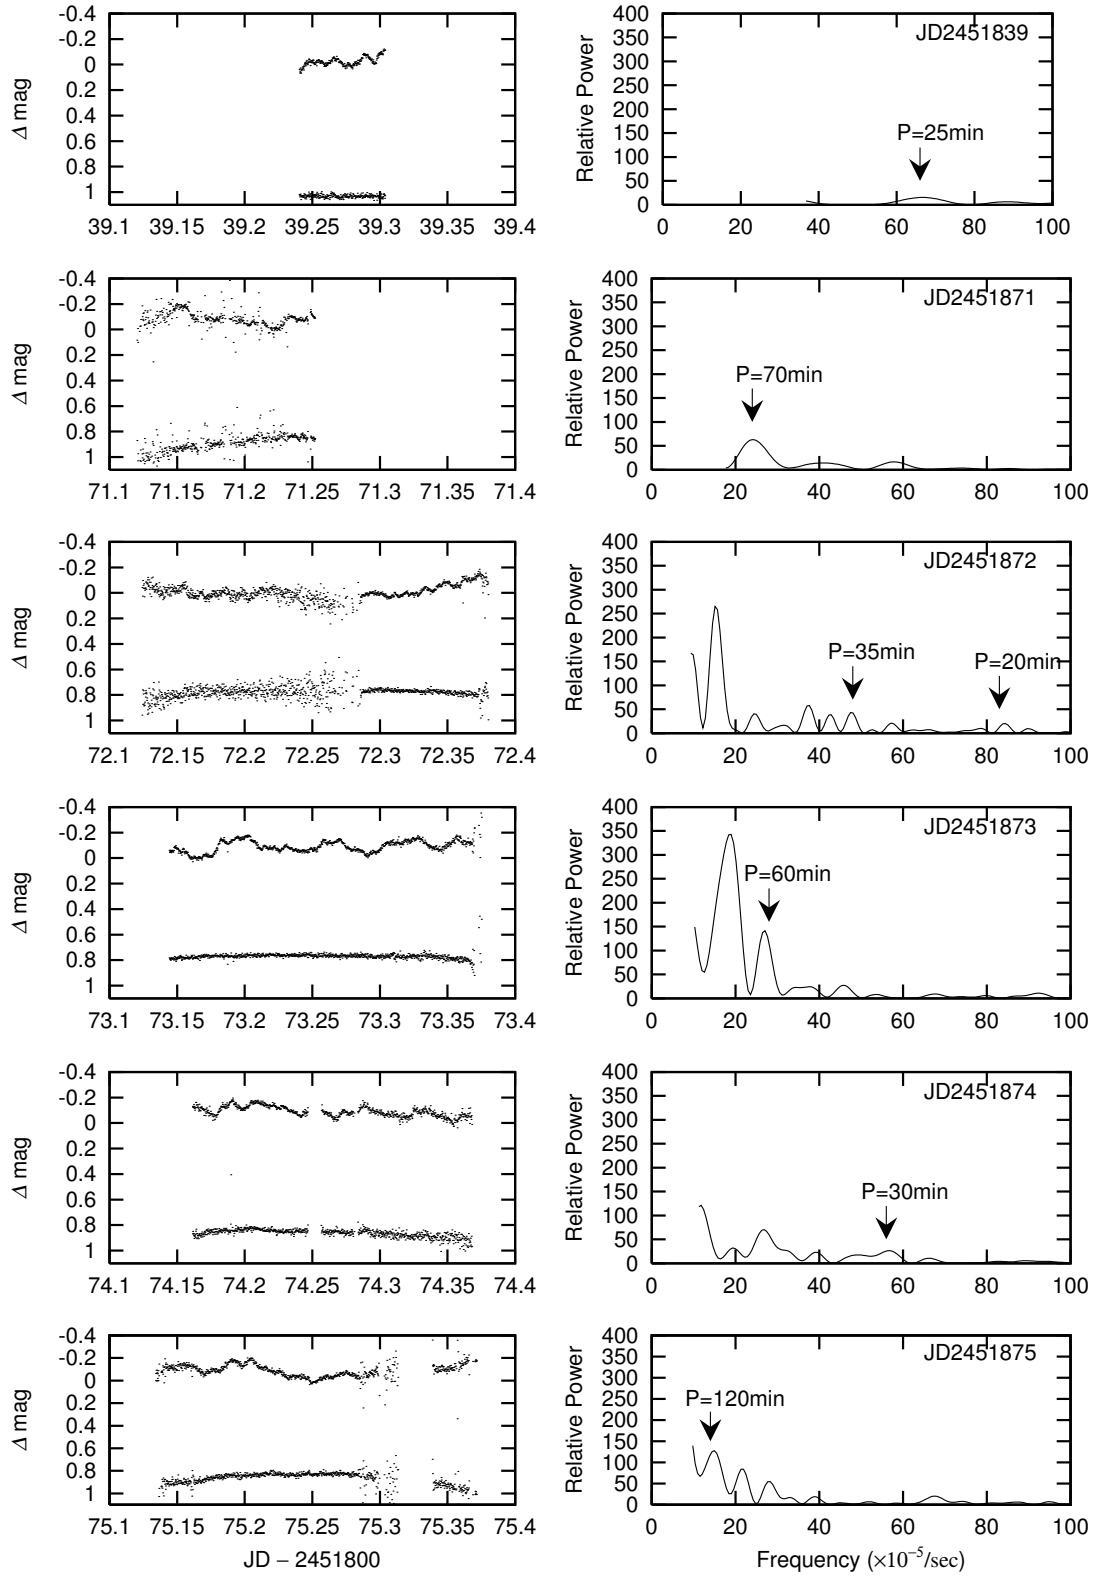 -0.4
-0.2
0
0.2
0.4
0.6
0.8
1
Δ mag
39.1 39.15 39.2 39.25 39.3 39.35 39.4
400
350
300
250
200
150
100
50
0
Relative Power
JD2451839
P=25min
0 20 40 60 80 100
-0.4
-0.2
0
0.2
0.4
0.6
0.8
1
Δ mag
71.1 71.15 71.2 71.25 71.3 71.35 71.4
400
350
300
250
200
150
100
50
0
Relative Power
JD2451871
P=70min
0 20 40 60 80 100
-0.4
-0.2
0
0.2
0.4
0.6
0.8
1
Δ mag
72.1 72.15 72.2 72.25 72.3 72.35 72.4
400
350
300
250
200
150
100
50
0
Relative Power
JD2451872
P=35min
P=20min
0 20 40 60 80 100
-0.4
-0.2
0
0.2
0.4
0.6
0.8
1
Δ mag
73.1 73.15 73.2 73.25 73.3 73.35 73.4
400
350
300
250
200
150
100
50
0
Relative Power
JD2451873
P=60min
0 20 40 60 80 100
-0.4
-0.2
0
0.2
0.4
0.6
0.8
1
Δ mag
74.1 74.15 74.2 74.25 74.3 74.35 74.4
400
350
300
250
200
150
100
50
0
Relative Power
JD2451874
P=30min
0 20 40 60 80 100
-0.4
-0.2
0
0.2
0.4
0.6
0.8
1
Δ mag
75.1 75.15 75.2 75.25 75.3 75.35 75.4
JD – 2451800
400
350
300
250
200
150
100
50
0
Relative Power
JD2451875
P=120min
0 20 40 60 80 100
Frequency (×10⁻⁵/sec)